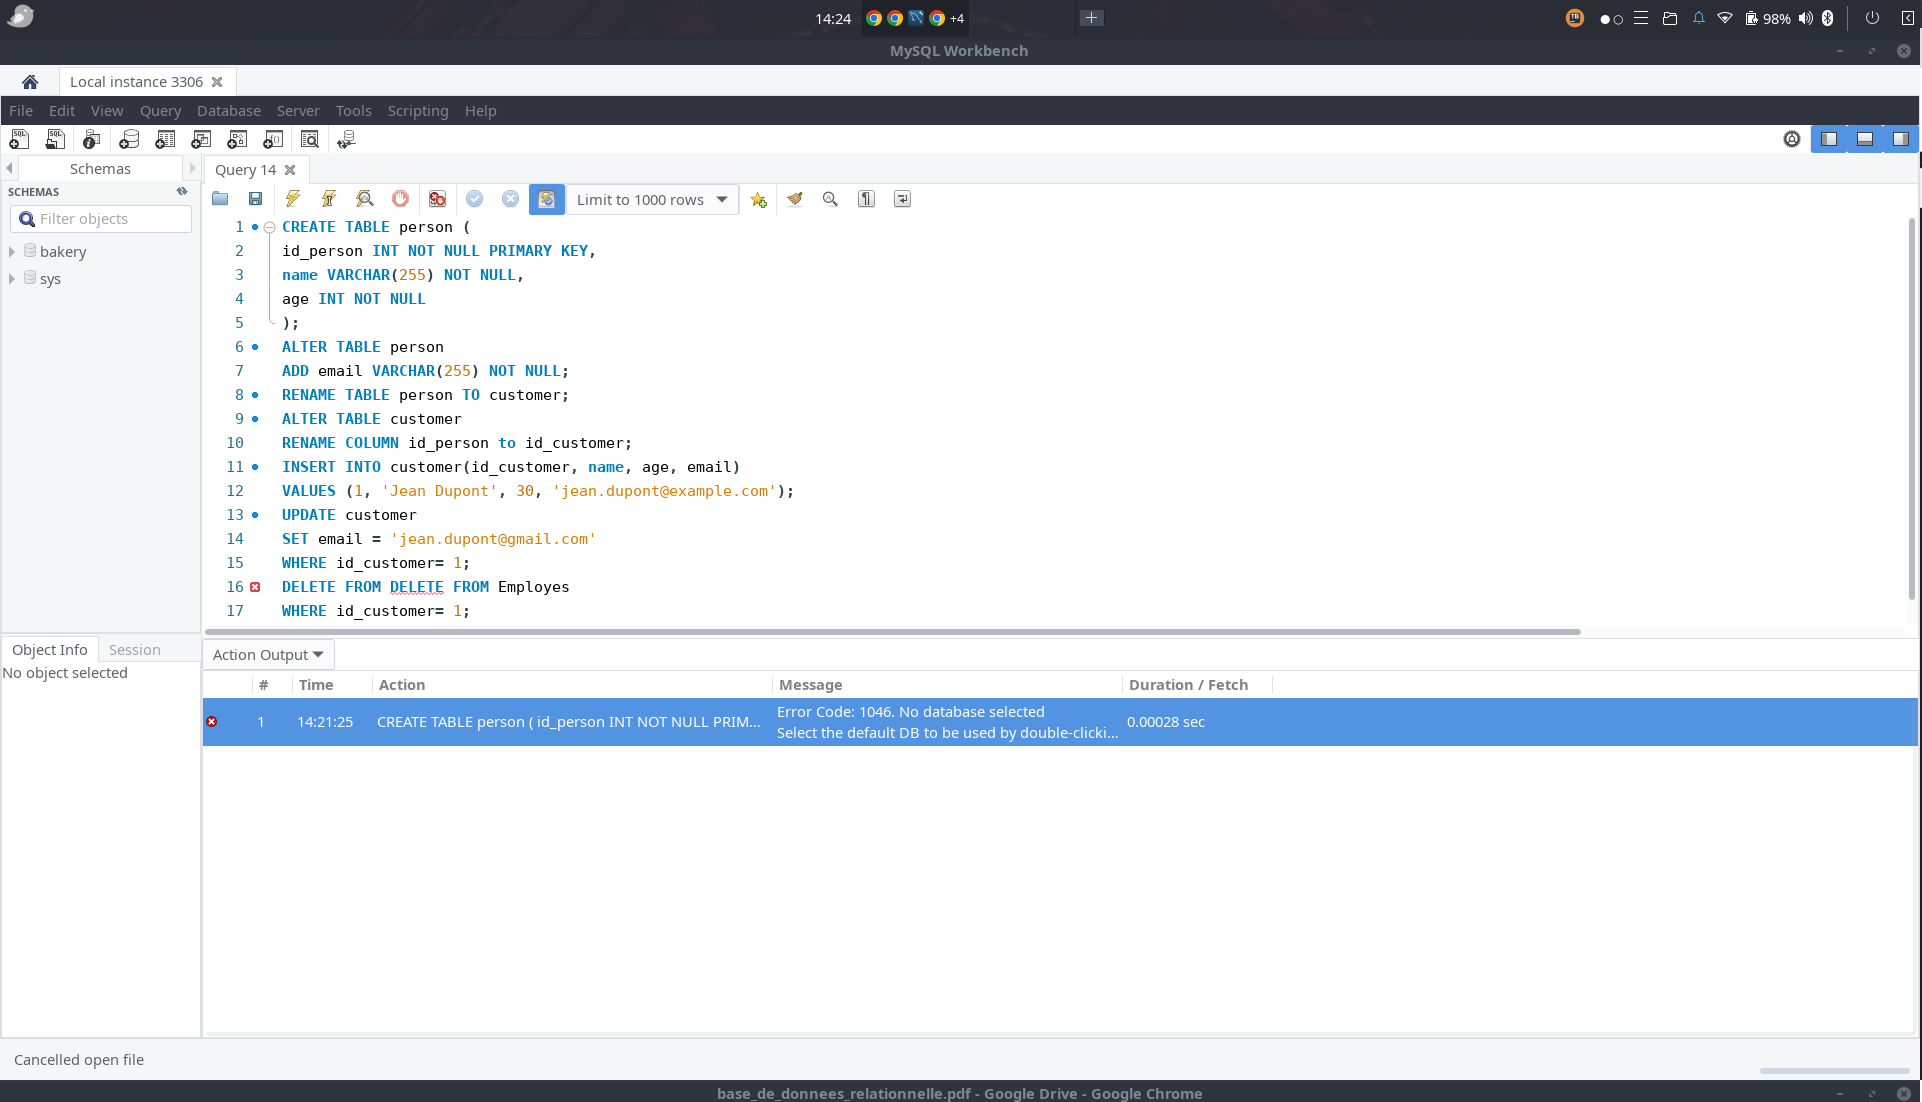 14:24
+4
98%
MySQL Workbench
Local instance 3306
File Edit View Query Database Server Tools Scripting Help
Schemas
Query 14
SCHEMAS
Filter objects
bakery
sys
Limit to 1000 rows
1 CREATE TABLE person (
2 id_person INT NOT NULL PRIMARY KEY,
3 name VARCHAR(255) NOT NULL,
4 age INT NOT NULL
5 );
6 ALTER TABLE person
7 ADD email VARCHAR(255) NOT NULL;
8 RENAME TABLE person TO customer;
9 ALTER TABLE customer
10 RENAME COLUMN id_person to id_customer;
11 INSERT INTO customer(id_customer, name, age, email)
12 VALUES (1, 'Jean Dupont', 30, 'jean.dupont@example.com');
13 UPDATE customer
14 SET email = 'jean.dupont@gmail.com'
15 WHERE id_customer= 1;
16 DELETE FROM DELETE FROM Employes
17 WHERE id_customer= 1;
Object Info Session
No object selected
Action Output
# Time Action Message Duration / Fetch
1 14:21:25 CREATE TABLE person ( id_person INT NOT NULL PRIM... Error Code: 1046. No database selected 0.00028 sec
Select the default DB to be used by double-clicki...
Cancelled open file
base_de_donnees_relationnelle.pdf - Google Drive - Google Chrome